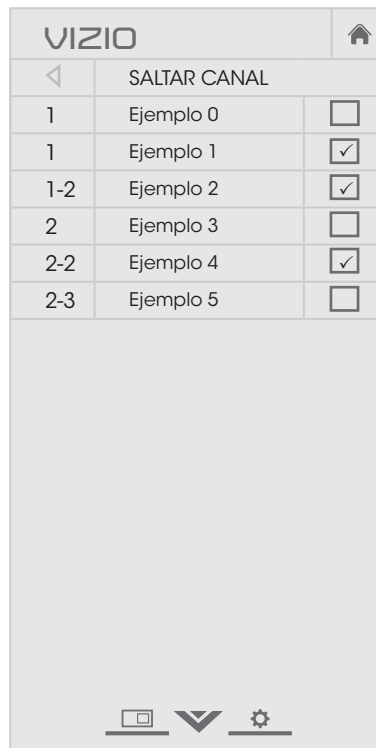 VIZIO
SALTAR CANAL
1 Ejemplo 0
1 Ejemplo 1
1-2 Ejemplo 2
2 Ejemplo 3
2-2 Ejemplo 4
2-3 Ejemplo 5